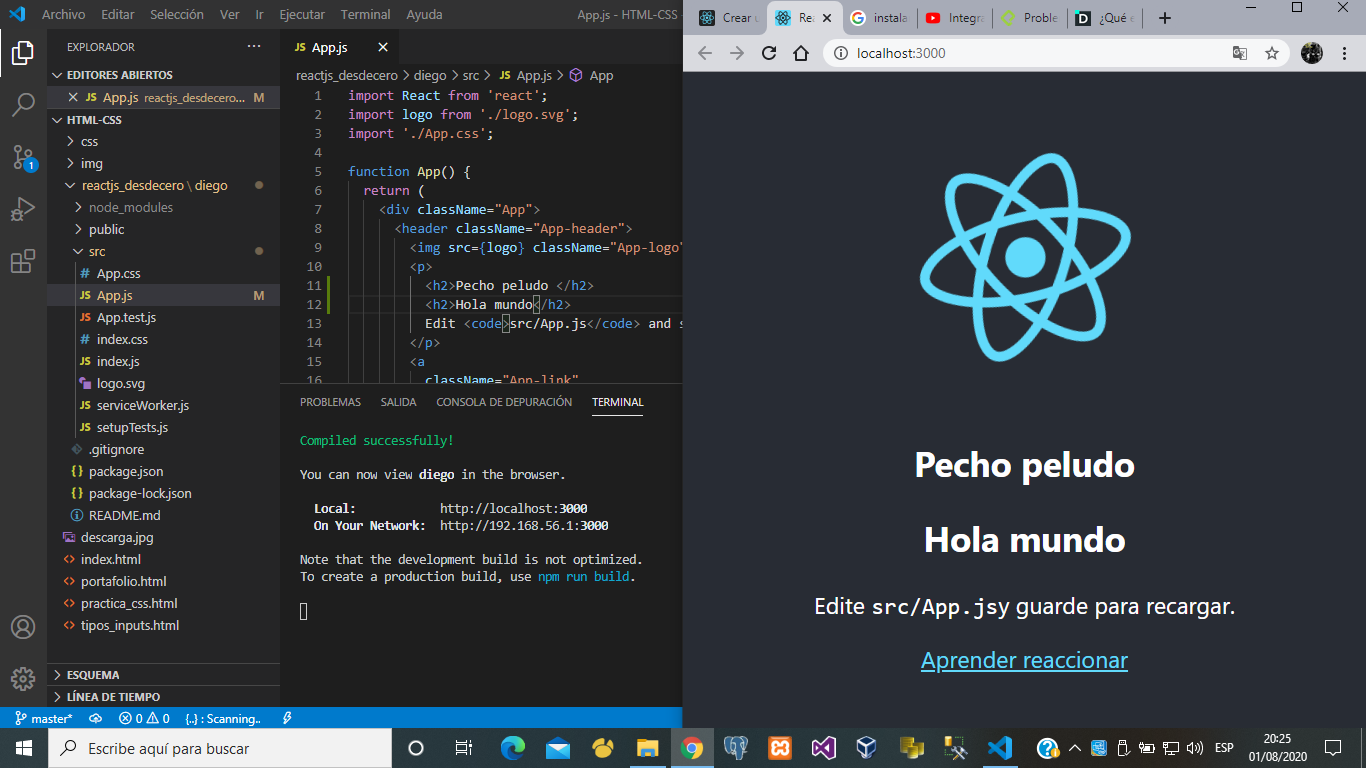 Archivo Editar Selección Ver Ir Ejecutar Terminal Ayuda App.js - HTML-CSS -
EXPLORADOR
EDITORES ABIERTOS
JS App.js reactjs_desdecero... M
HTML-CSS
css
img
reactjs_desdecero \ diego
node_modules
public
src
# App.css
JS App.js M
JS App.test.js
# index.css
JS index.js
logo.svg
JS serviceWorker.js
JS setupTests.js
.gitignore
{} package.json
{} package-lock.json
README.md
descarga.jpg
<> index.html
<> portafolio.html
<> practica_css.html
<> tipos_inputs.html
ESQUEMA
LÍNEA DE TIEMPO
1
JS App.js
reactjs_desdecero > diego > src > JS App.js > App
1 import React from 'react';
2 import logo from './logo.svg';
3 import './App.css';
4
5 function App() {
6 return (
7 <div className="App">
8 <header className="App-header">
9 <img src={logo} className="App-logo"
10 <p>
11 <h2>Pecho peludo </h2>
12 <h2>Hola mundo</h2>
13 Edit <code>src/App.js</code> and s
14 </p>
15 <a
16 className="App-link"
PROBLEMAS SALIDA CONSOLA DE DEPURACIÓN TERMINAL
Compiled successfully!
You can now view diego in the browser.
Local: http://localhost:3000
On Your Network: http://192.168.56.1:3000
Note that the development build is not optimized.
To create a production build, use npm run build.
master* 0 0 {..} : Scanning..
Crear u Rea instala Integra Proble ¿Qué e
localhost:3000
Pecho peludo
Hola mundo
Edite src/App.jsy guarde para recargar.
Aprender reaccionar
Escribe aquí para buscar
ESP
20:25
01/08/2020